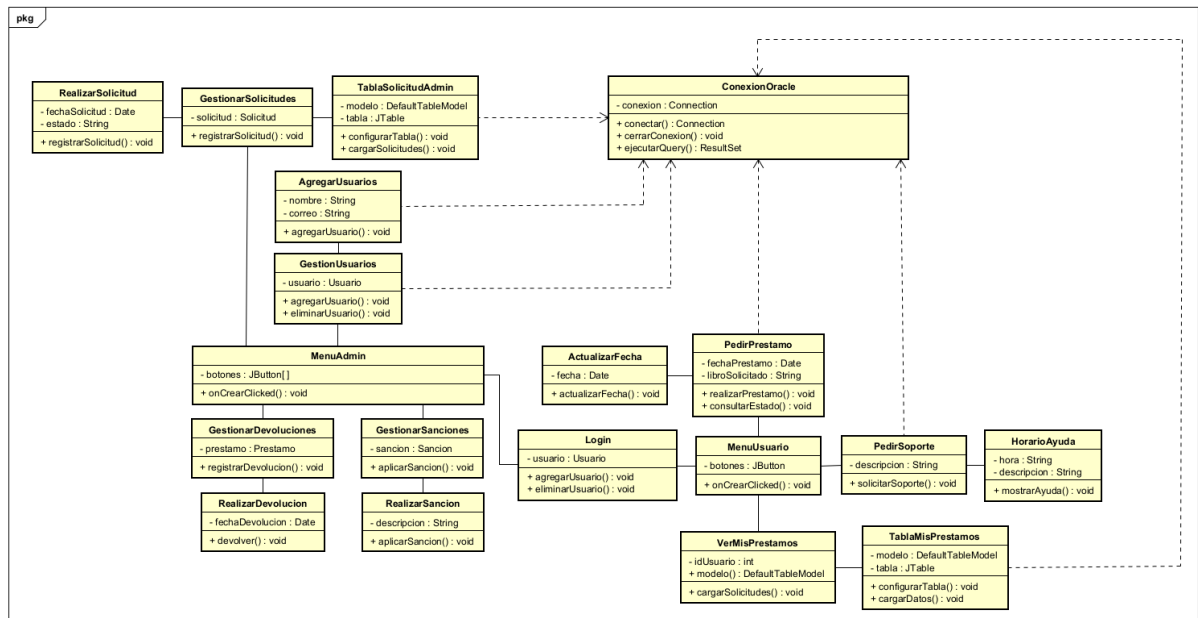 pkg
RealizarSolicitud
- fechaSolicitud : Date
- estado : String
+ registrarSolicitud() : void
GestionarSolicitudes
- solicitud : Solicitud
+ registrarSolicitud() : void
TablaSolicitudAdmin
- modelo : DefaultTableModel
- tabla : JTable
+ configurarTabla() : void
+ cargarSolicitudes() : void
ConexionOracle
- conexion : Connection
+ conectar() : Connection
+ cerrarConexion() : void
+ ejecutarQuery() : ResultSet
AgregarUsuarios
- nombre : String
- correo : String
+ agregarUsuario() : void
GestionUsuarios
- usuario : Usuario
+ agregarUsuario() : void
+ eliminarUsuario() : void
MenuAdmin
- botones : JButton[ ]
+ onCrearClicked() : void
ActualizarFecha
- fecha : Date
+ actualizarFecha() : void
PedirPrestamo
- fechaPrestamo : Date
- libroSolicitado : String
+ realizarPrestamo() : void
+ consultarEstado() : void
GestionarDevoluciones
- prestamo : Prestamo
+ registrarDevolucion() : void
GestionarSanciones
- sancion : Sancion
+ aplicarSancion() : void
Login
- usuario : Usuario
+ agregarUsuario() : void
+ eliminarUsuario() : void
MenuUsuario
- botones : JButton
+ onCrearClicked() : void
PedirSoporte
- descripcion : String
+ solicitarSoporte() : void
HorarioAyuda
- hora : String
- descripcion : String
+ mostrarAyuda() : void
RealizarDevolucion
- fechaDevolucion : Date
+ devolver() : void
RealizarSancion
- descripcion : String
+ aplicarSancion() : void
VerMisPrestamos
- idUsuario : int
+ modelo() : DefaultTableModel
+ cargarSolicitudes() : void
TablaMisPrestamos
- modelo : DefaultTableModel
- tabla : JTable
+ configurarTabla() : void
+ cargarDatos() : void